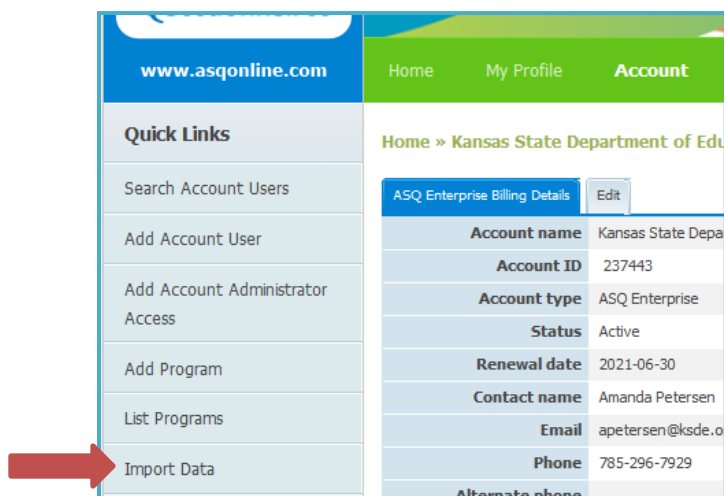 www.asqonline.com
Home My Profile Account
Quick Links
Home » Kansas State Department of Edu
Search Account Users
ASQ Enterprise Billing Details Edit
Account name Kansas State Depa
Add Account User
Account ID 237443
Add Account Administrator
Access
Account type ASQ Enterprise
Status Active
Add Program
Renewal date 2021-06-30
Contact name Amanda Petersen
List Programs
Email apetersen@ksde.o
Import Data
Phone 785-296-7929
Alternate phone